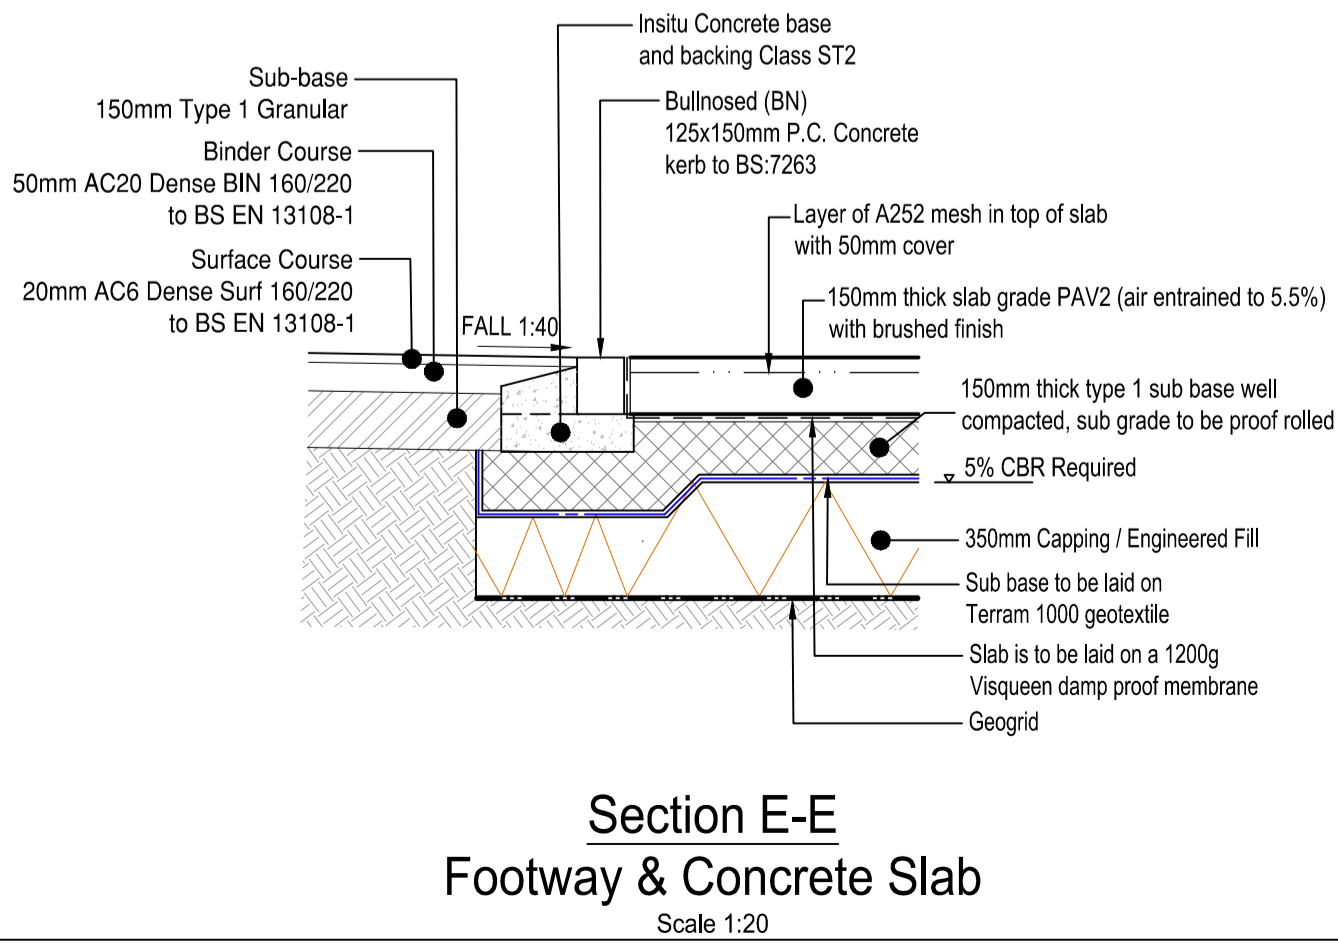 Insitu Concrete base
and backing Class ST2
Sub-base
150mm Type 1 Granular
Bullnosed (BN)
125x150mm P.C. Concrete
kerb to BS:7263
Binder Course
50mm AC20 Dense BIN 160/220
to BS EN 13108-1
Layer of A252 mesh in top of slab
with 50mm cover
Surface Course
20mm AC6 Dense Surf 160/220
to BS EN 13108-1
150mm thick slab grade PAV2 (air entrained to 5.5%)
with brushed finish
FALL 1:40
150mm thick type 1 sub base well
compacted, sub grade to be proof rolled
5% CBR Required
350mm Capping / Engineered Fill
Sub base to be laid on
Terram 1000 geotextile
Slab is to be laid on a 1200g
Visqueen damp proof membrane
Geogrid
Section E-E
Footway & Concrete Slab
Scale 1:20